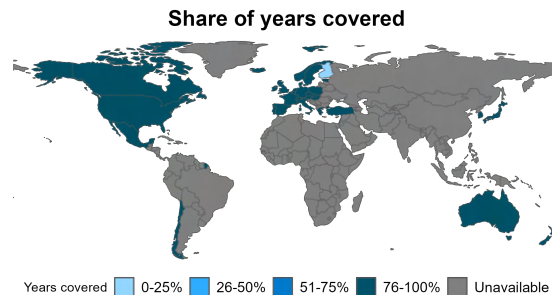 Share of years covered
Years covered 0-25% 26-50% 51-75% 76-100% Unavailable